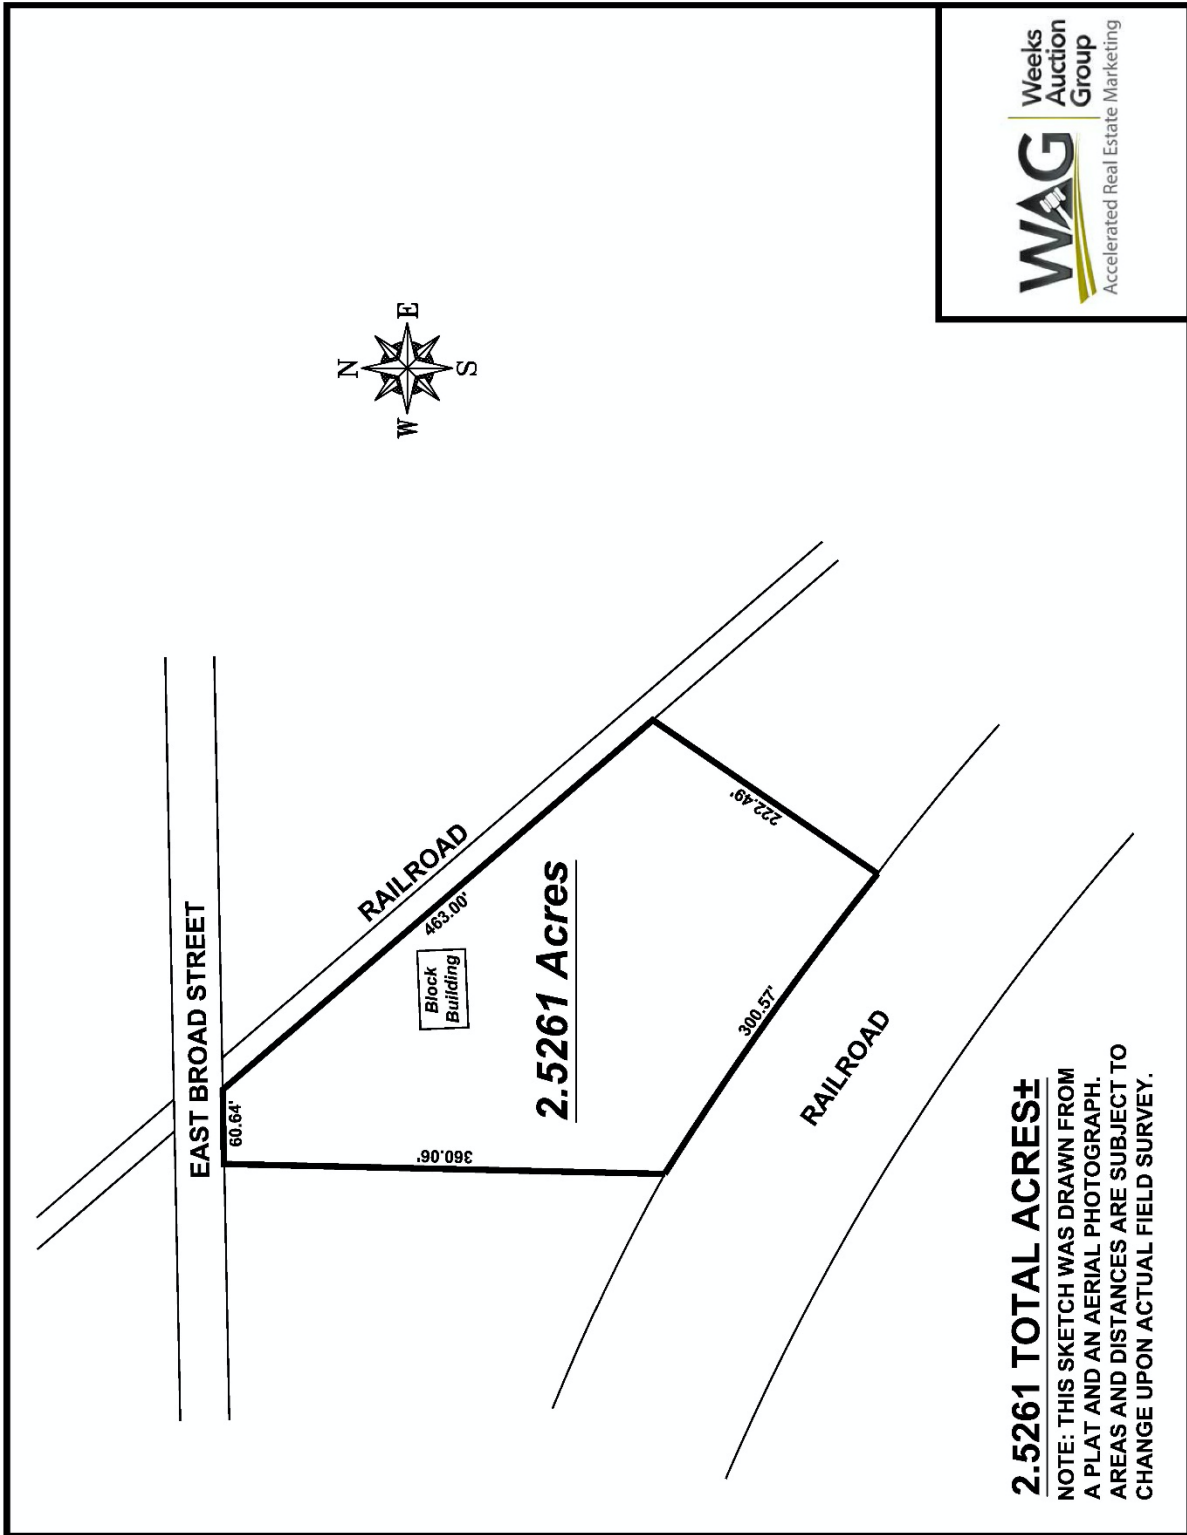 EAST BROAD STREET
60.64'
RAILROAD
463.00'
Block
Building
360.06'
2.5261 Acres
222.49'
300.57'
RAILROAD
N
W
E
S
2.5261 TOTAL ACRES±
NOTE: THIS SKETCH WAS DRAWN FROM
A PLAT AND AN AERIAL PHOTOGRAPH.
AREAS AND DISTANCES ARE SUBJECT TO
CHANGE UPON ACTUAL FIELD SURVEY.
WAG
Weeks
Auction
Group
Accelerated Real Estate Marketing